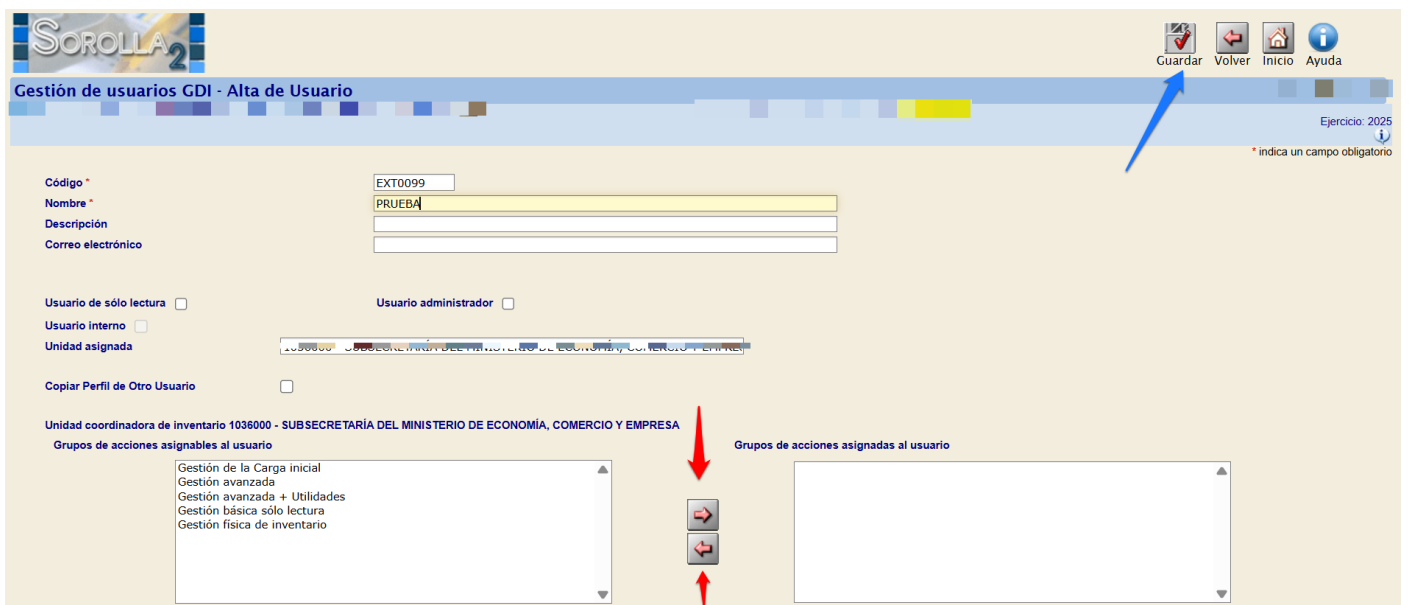 SOROLLA2
Guardar Volver Inicio Ayuda
Gestión de usuarios GDI - Alta de Usuario
Ejercicio: 2025
* indica un campo obligatorio
Código *
EXT0099
Nombre *
PRUEBA
Descripción
Correo electrónico
Usuario de sólo lectura
Usuario administrador
Usuario interno
Unidad asignada
Copiar Perfil de Otro Usuario
Unidad coordinadora de inventario 1036000 - SUBSECRETARÍA DEL MINISTERIO DE ECONOMÍA, COMERCIO Y EMPRESA
Grupos de acciones asignables al usuario
Grupos de acciones asignadas al usuario
Gestión de la Carga inicial
Gestión avanzada
Gestión avanzada + Utilidades
Gestión básica sólo lectura
Gestión física de inventario